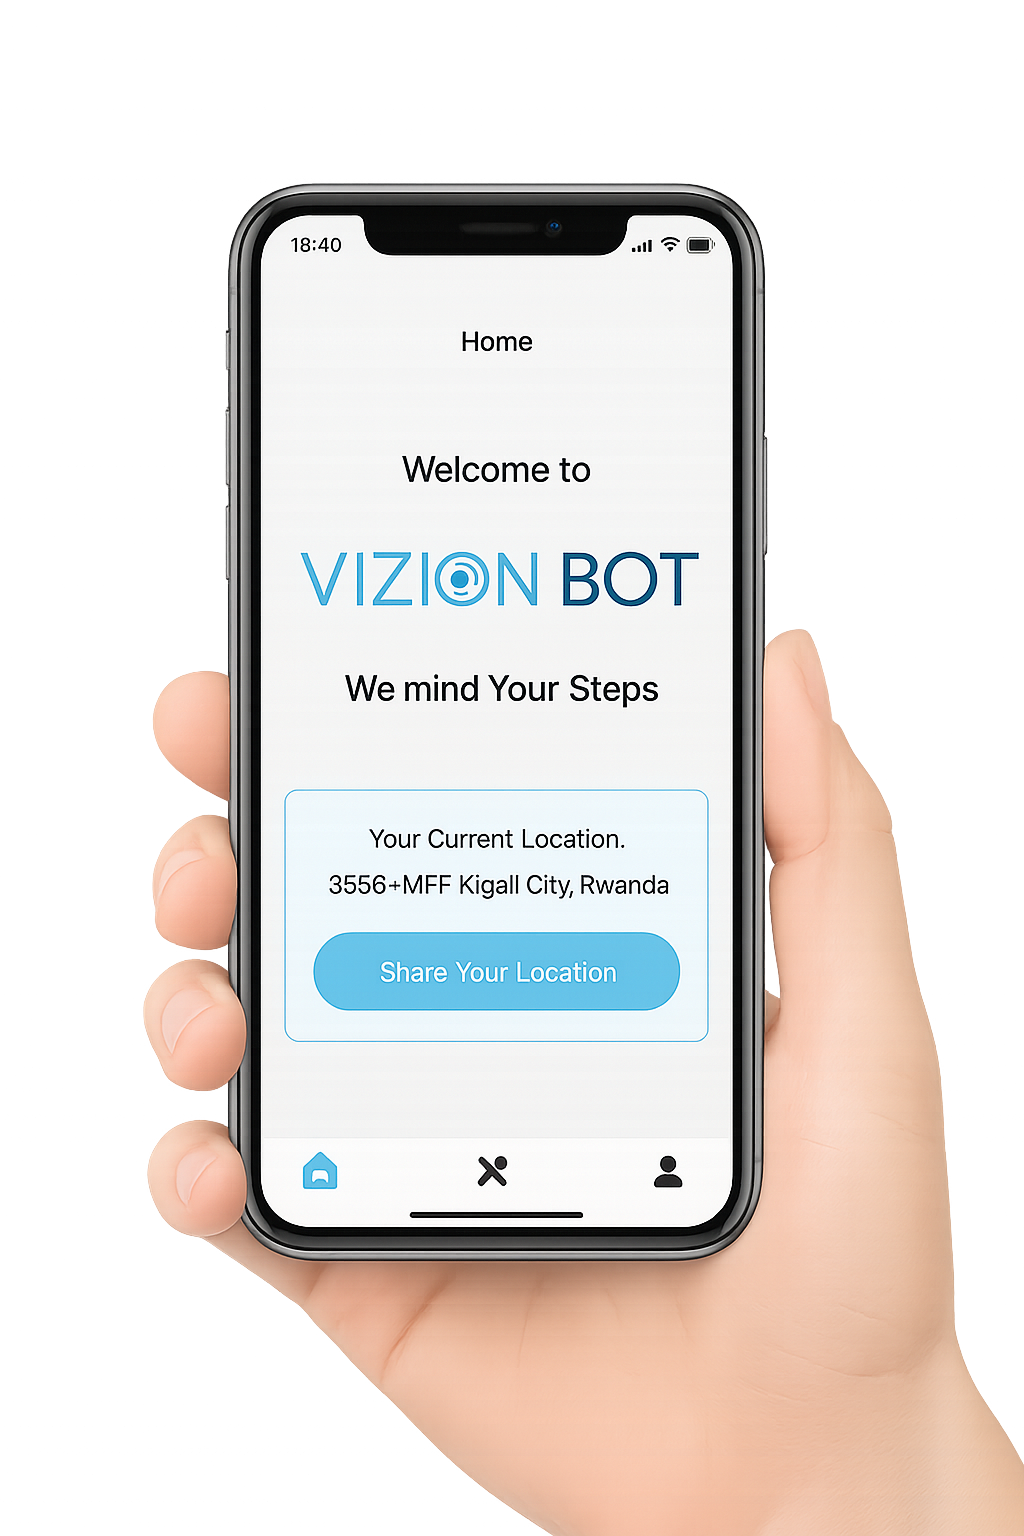 18:40
Home
Welcome to
VIZION BOT
We mind Your Steps
Your Current Location.
3556+MFF Kigall City, Rwanda
Share Your Location